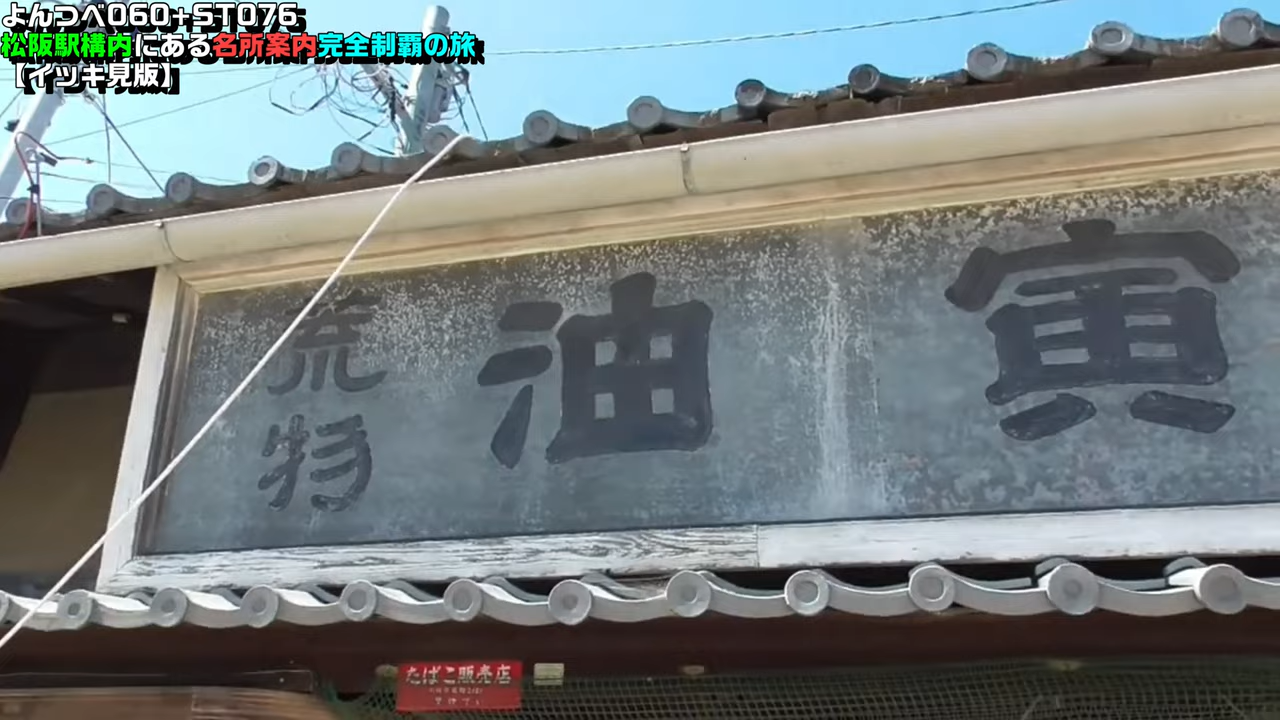 よんつべ060+ST076
松阪駅構内にある名所案内完全制覇の旅
【イツキ見版】
寅
油
荒物
たばこ販売店